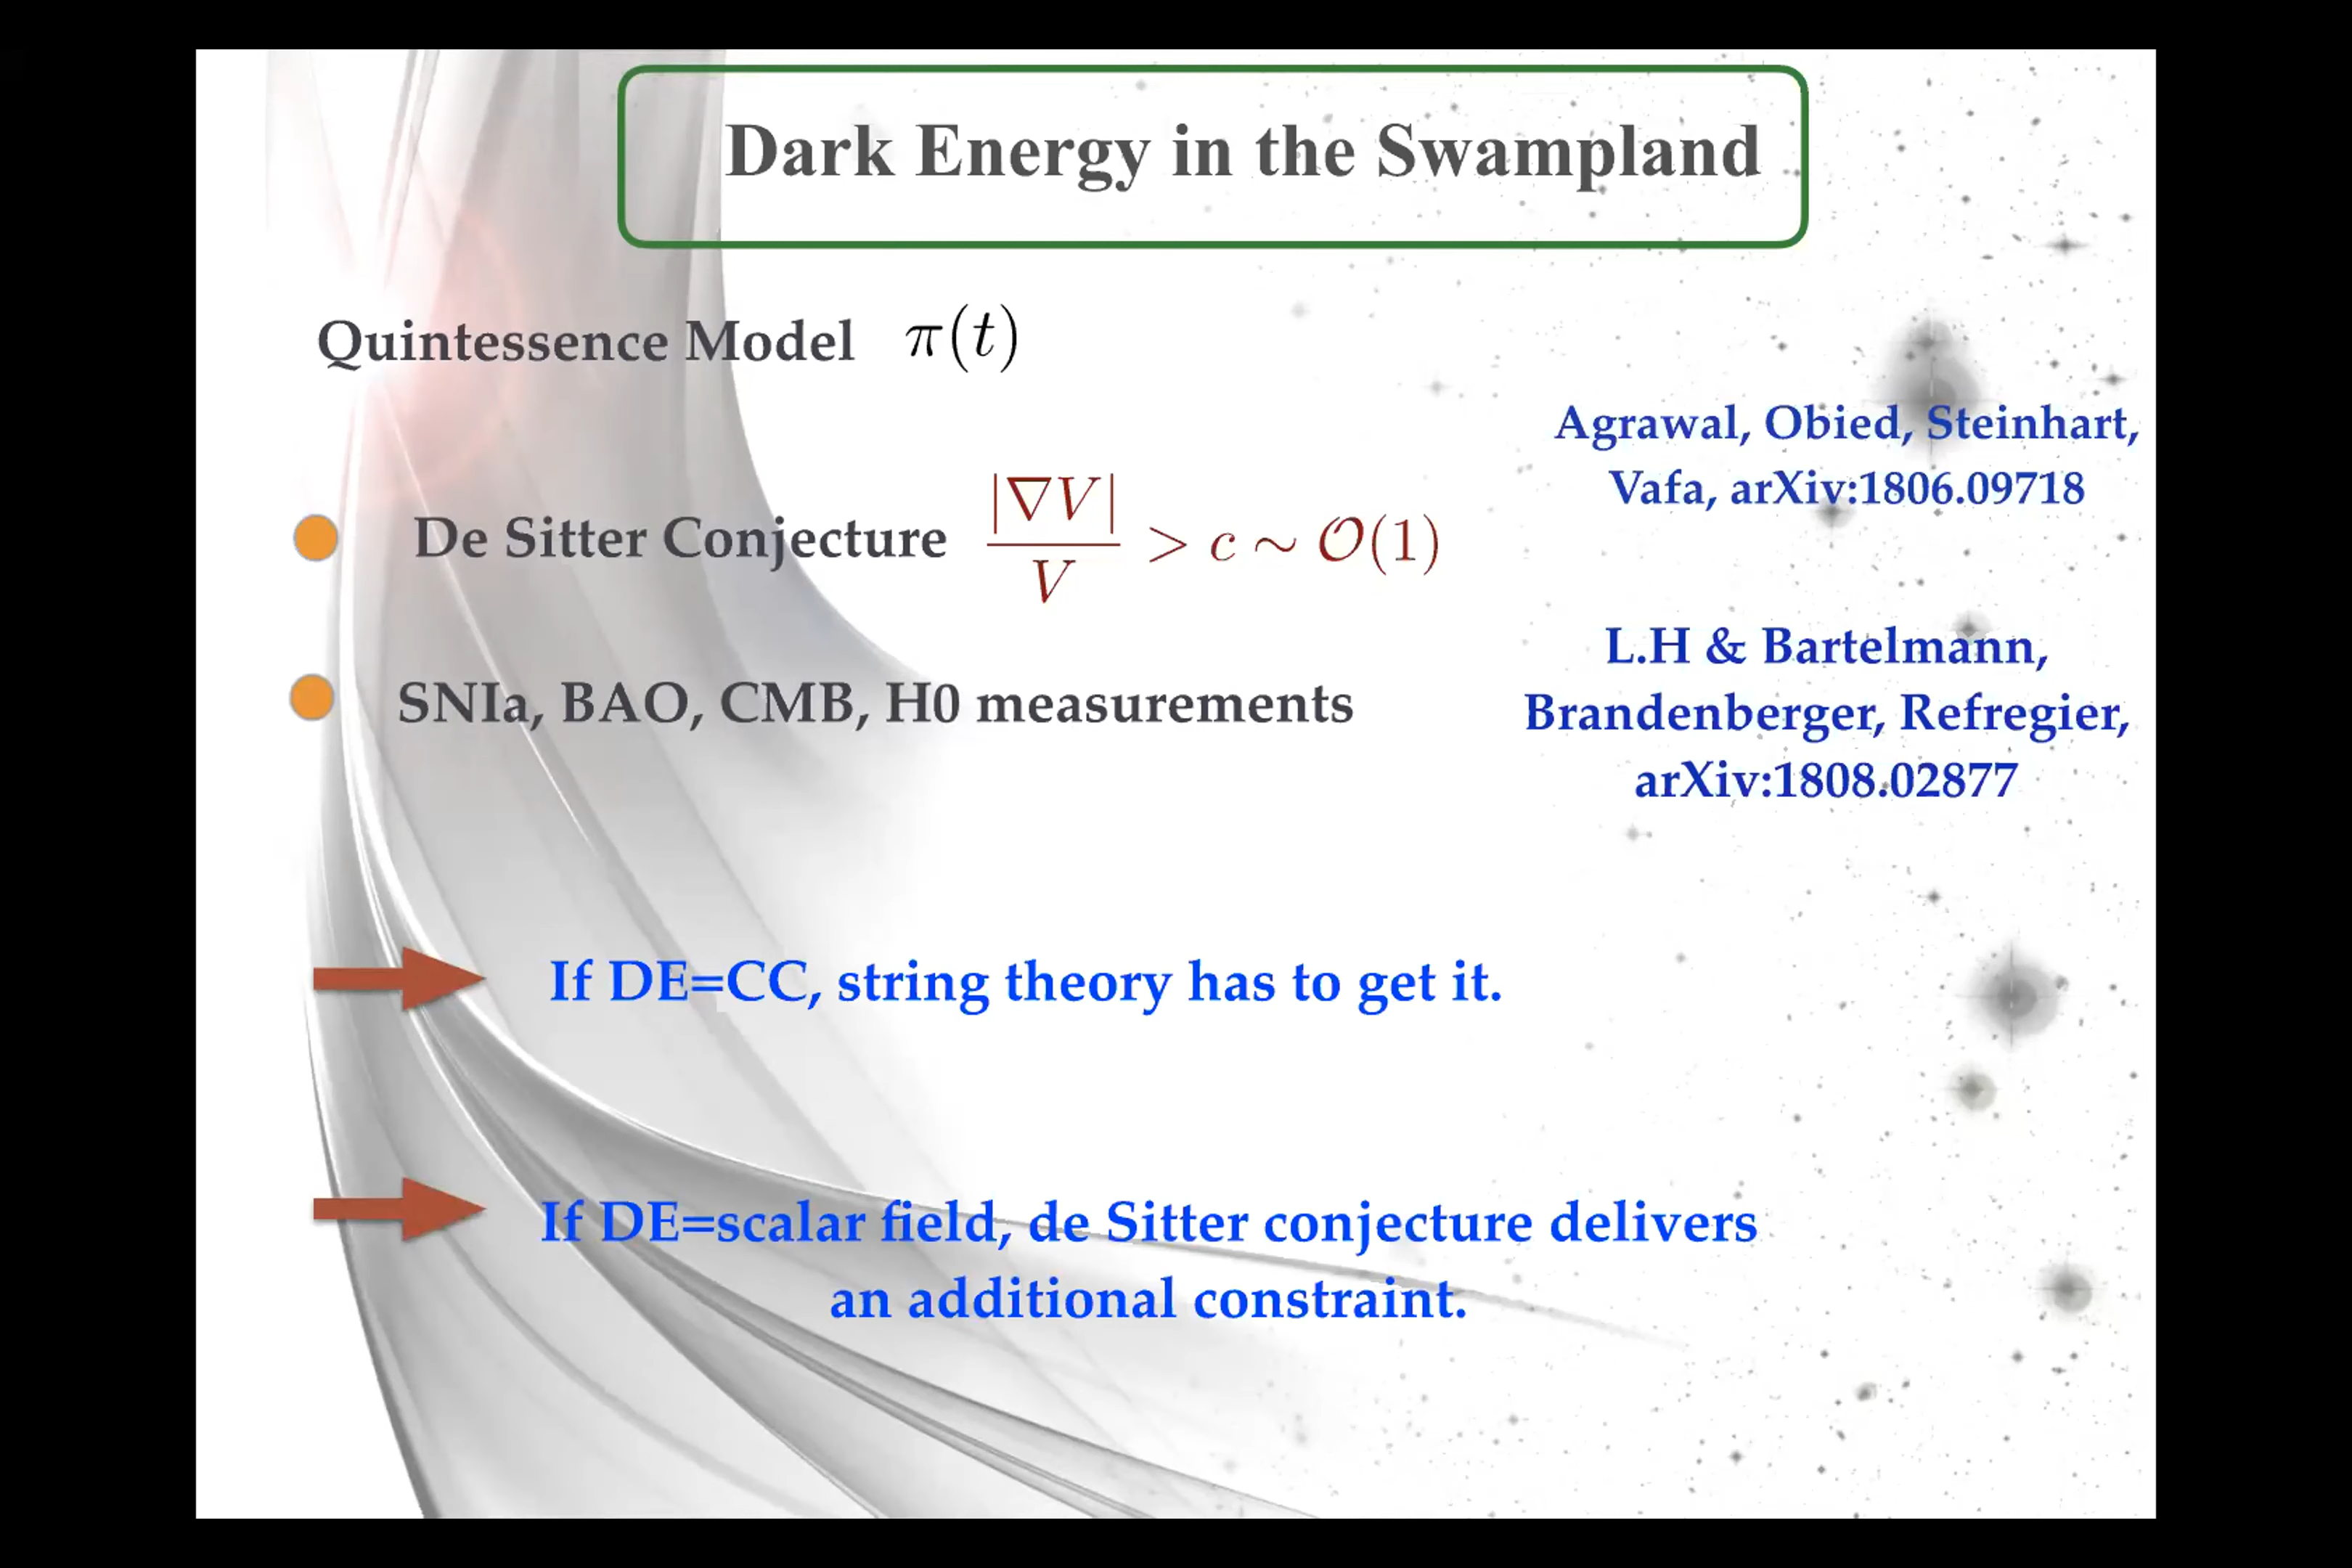 Dark Energy in the Swampland
Quintessence Model π(t)
Agrawal, Obied, Steinhart,
Vafa, arXiv:1806.09718
De Sitter Conjecture |∇V|/V > c ~ 𝒪(1)
L.H & Bartelmann,
Brandenberger, Refregier,
arXiv:1808.02877
SNIa, BAO, CMB, H0 measurements
If DE=CC, string theory has to get it.
If DE=scalar field, de Sitter conjecture delivers
an additional constraint.